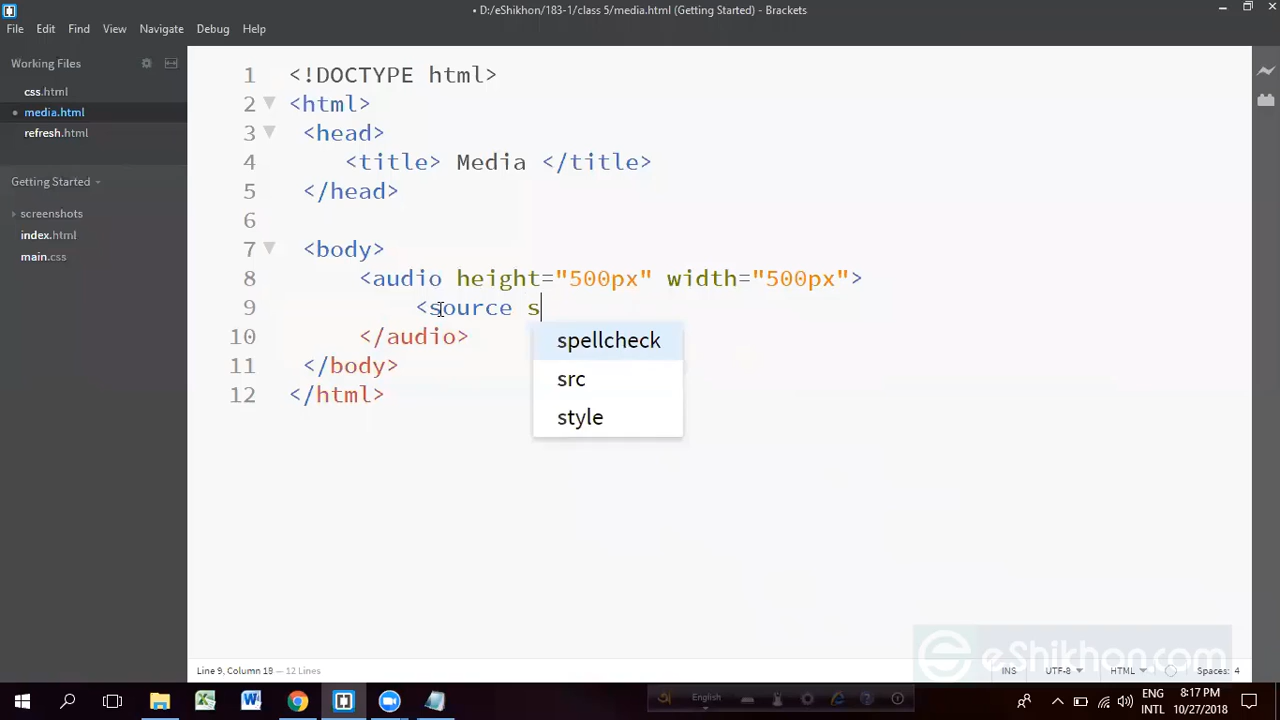 • D:/eShikhon/183-1/class 5/media.html (Getting Started) - Brackets
File Edit View Navigate Debug Help
Working Files
css.html
• media.html
refresh.html
Getting Started
screenshots
index.html
main.css
1 <!DOCTYPE html>
2 <html>
3 <head>
4 <title> Media </title>
5 </head>
6
7 <body>
8 <audio height="500px" width="500px">
9 <source s
spellcheck
src
style
10 </audio>
11 </body>
12 </html>
eShikhon.com
Line 9, Column 18 — 12 Lines
INS UTF-8 HTML Spaces: 4
English
ENG
INTL
8:17 PM
10/27/2018